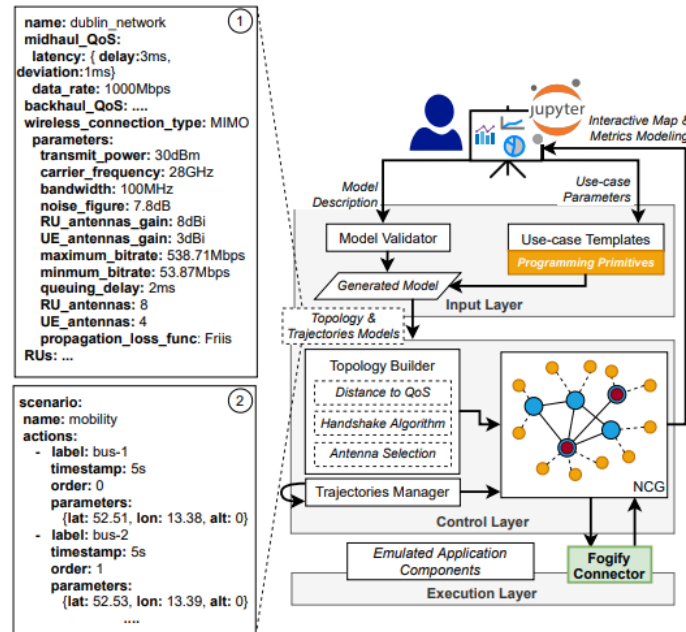 1
name: dublin_network
midhaul_QoS:
latency: { delay:3ms,
deviation:1ms}
data_rate: 1000Mbps
backhaul_QoS: ....
wireless_connection_type: MIMO
parameters:
transmit_power: 30dBm
carrier_frequency: 28GHz
bandwidth: 100MHz
noise_figure: 7.8dB
RU_antennas_gain: 8dBi
UE_antennas_gain: 3dBi
maximum_bitrate: 538.71Mbps
minmum_bitrate: 53.87Mbps
queuing_delay: 2ms
RU_antennas: 8
UE_antennas: 4
propagation_loss_func: Friis
RUs: ...
2
scenario:
name: mobility
actions:
- label: bus-1
timestamp: 5s
order: 0
parameters:
{lat: 52.51, lon: 13.38, alt: 0}
- label: bus-2
timestamp: 5s
order: 1
parameters:
{lat: 52.53, lon: 13.39, alt: 0}
....
jupyter
Interactive Map &
Metrics Modeling
Model
Description
Use-case
Parameters
Model Validator
Use-case Templates
Programming Primitives
Generated Model
Input Layer
Topology &
Trajectories Models
Topology Builder
Distance to QoS
Handshake Algorithm
Antenna Selection
Trajectories Manager
NCG
Control Layer
Emulated Application
Components
Fogify
Connector
Execution Layer